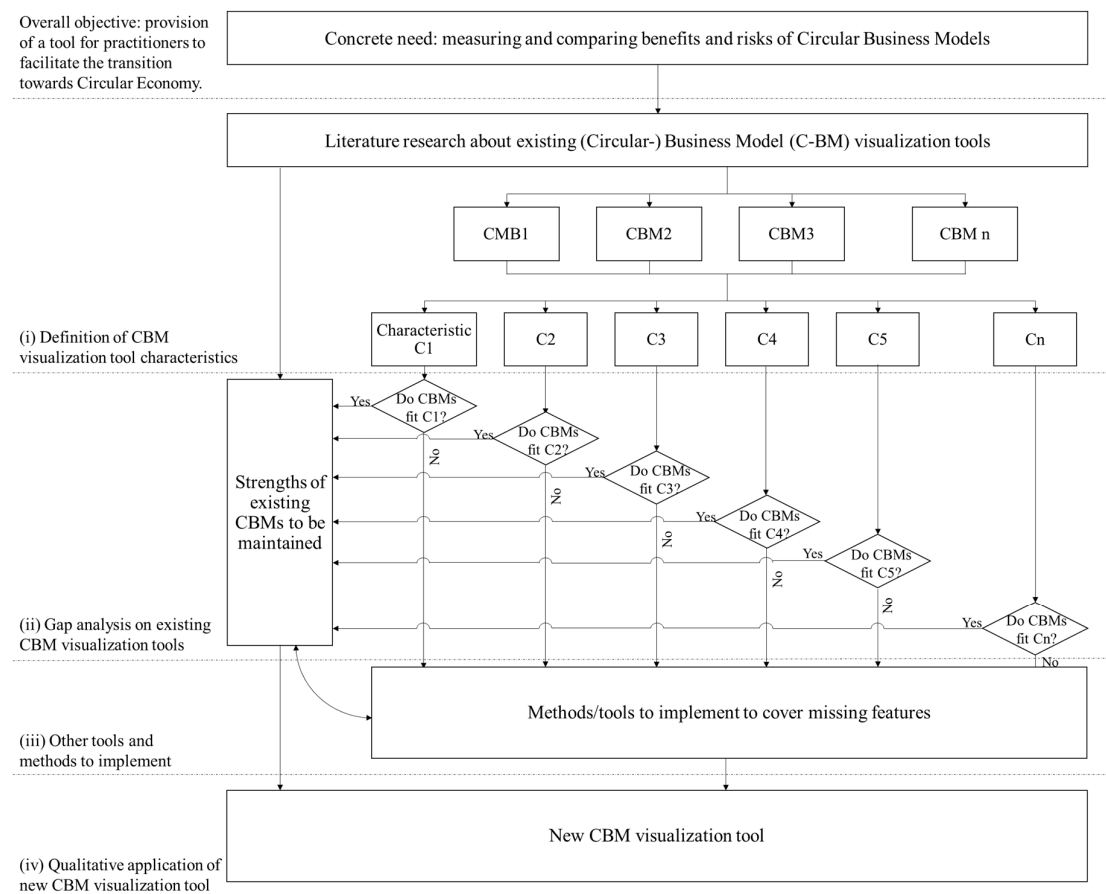 Overall objective: provision
of a tool for practitioners to
facilitate the transition
towards Circular Economy.
Concrete need: measuring and comparing benefits and risks of Circular Business Models
Literature research about existing (Circular-) Business Model (C-BM) visualization tools
CMB1
CBM2
CBM3
CBM n
(i) Definition of CBM
visualization tool characteristics
Characteristic
C1
C2
C3
C4
C5
Cn
Do CBMs
fit C1?
Yes
No
Do CBMs
fit C2?
Yes
No
Do CBMs
fit C3?
Yes
No
Do CBMs
fit C4?
Yes
No
Do CBMs
fit C5?
Yes
No
Do CBMs
fit Cn?
Yes
No
Strengths of
existing
CBMs to be
maintained
(ii) Gap analysis on existing
CBM visualization tools
Methods/tools to implement to cover missing features
(iii) Other tools and
methods to implement
New CBM visualization tool
(iv) Qualitative application of
new CBM visualization tool